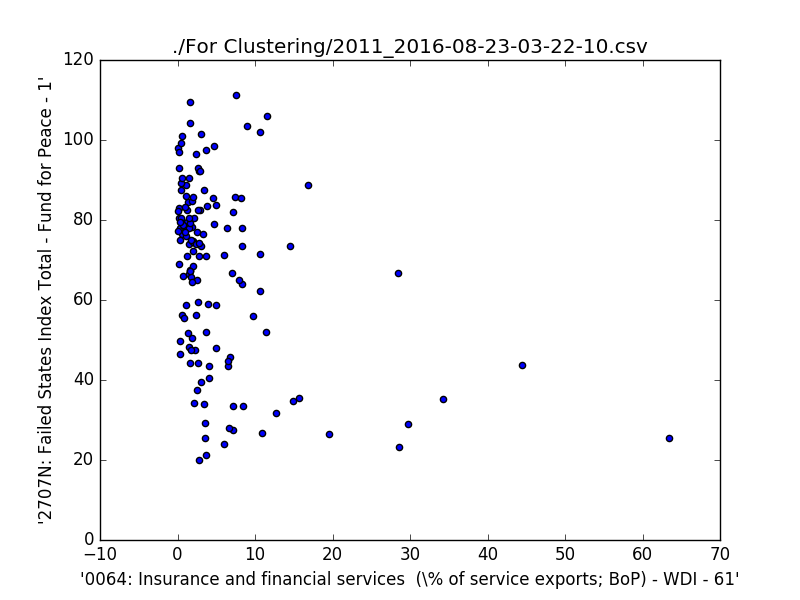 ./For Clustering/2011_2016-08-23-03-22-10.csv
120
100
80
60
40
20
0
'2707N: Failed States Index Total - Fund for Peace - 1'
−10 0 10 20 30 40 50 60 70
'0064: Insurance and financial services  (\% of service exports; BoP) - WDI - 61'